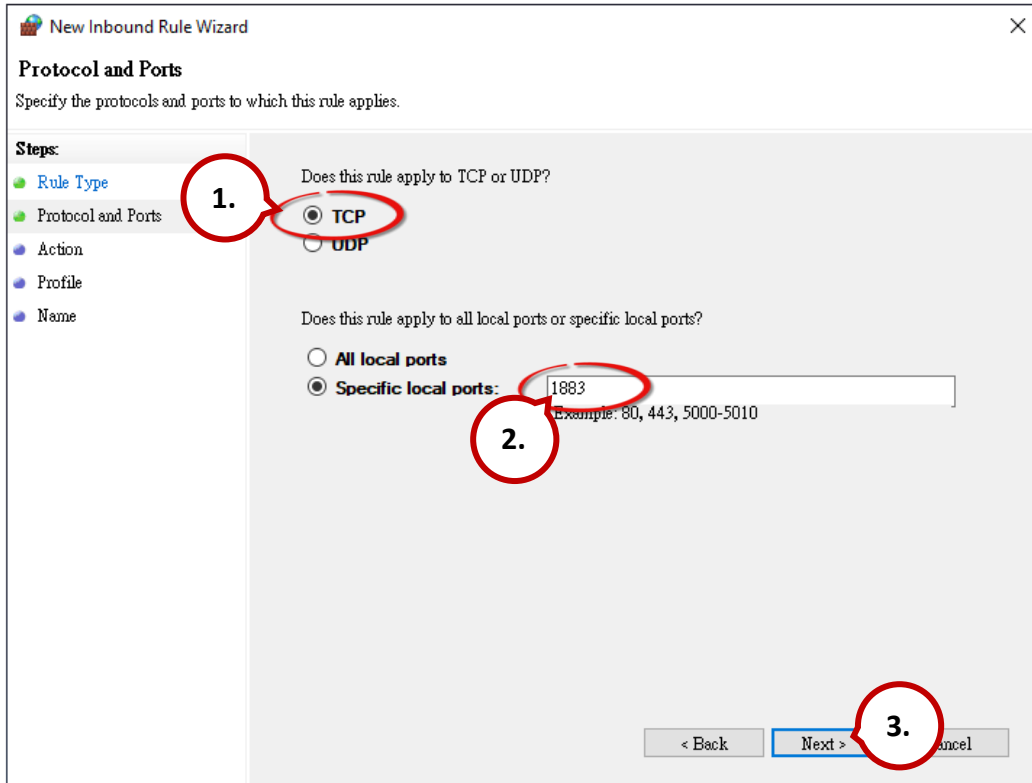 New Inbound Rule Wizard
Protocol and Ports
Specify the protocols and ports to which this rule applies.
Steps:
Rule Type
Protocol and Ports
Action
Profile
Name
1.
Does this rule apply to TCP or UDP?
TCP
UDP
Does this rule apply to all local ports or specific local ports?
All local ports
Specific local ports: 1883
Example: 80, 443, 5000-5010
2.
< Back Next > ancel
3.